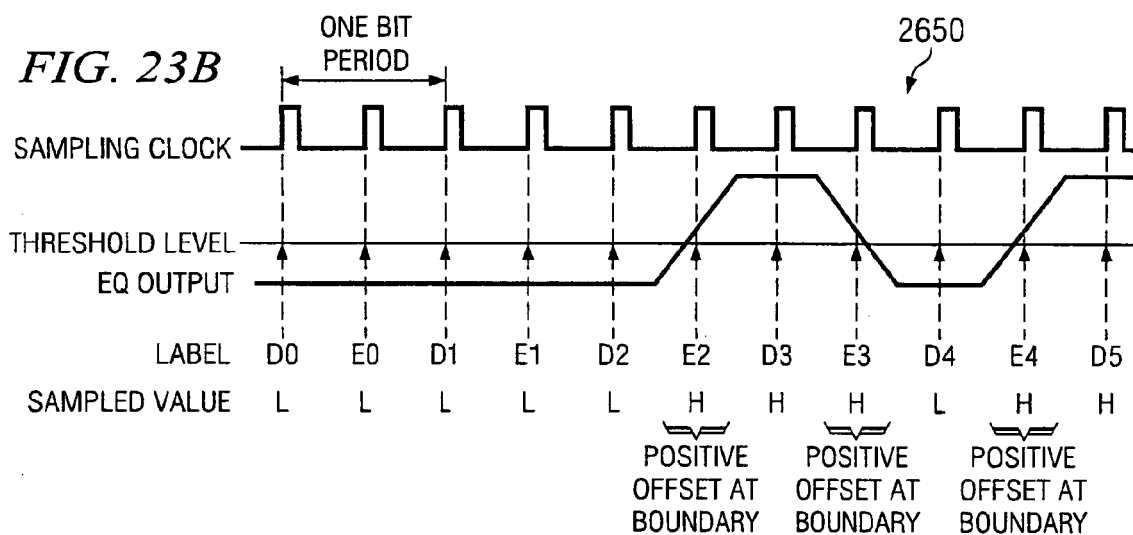 FIG. 23B
ONE BIT
PERIOD
2650
SAMPLING CLOCK
THRESHOLD LEVEL
EQ OUTPUT
LABEL D0 E0 D1 E1 D2 E2 D3 E3 D4 E4 D5
SAMPLED VALUE L L L L L H H H L H H
POSITIVE POSITIVE POSITIVE
OFFSET AT OFFSET AT OFFSET AT
BOUNDARY BOUNDARY BOUNDARY